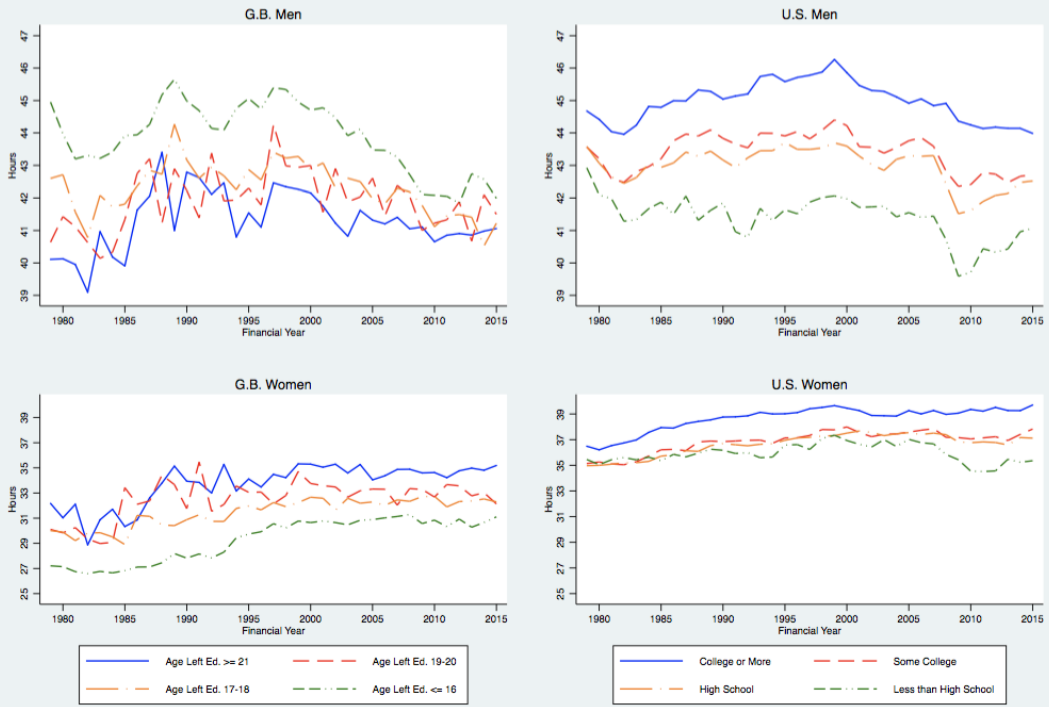 G.B. Men
47
46
45
44
43
42
41
40
39
Hours
1980 1985 1990 1995 2000 2005 2010 2015
Financial Year
U.S. Men
47
46
45
44
43
42
41
40
39
Hours
1980 1985 1990 1995 2000 2005 2010 2015
Financial Year
G.B. Women
39
37
35
33
31
29
27
25
Hours
1980 1985 1990 1995 2000 2005 2010 2015
Financial Year
U.S. Women
39
37
35
33
31
29
27
25
Hours
1980 1985 1990 1995 2000 2005 2010 2015
Financial Year
Age Left Ed. >= 21 Age Left Ed. 19-20
Age Left Ed. 17-18 Age Left Ed. <= 16
College or More Some College
High School Less than High School